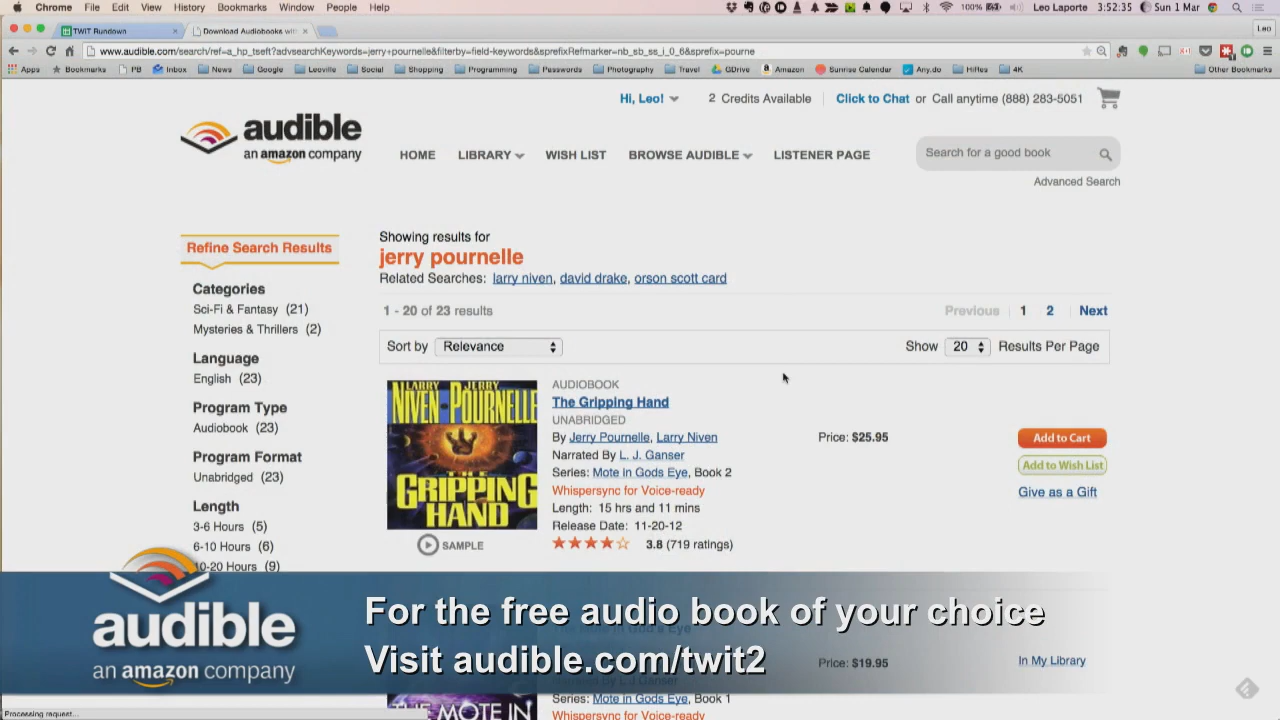 Chrome File Edit View History Bookmarks Window People Help 100% Leo Laporte 3:52:35 Sun 1 Mar
TWiT Rundown Download Audiobooks with Leo
www.audible.com/search/ref=a_hp_tseft?advsearchKeywords=jerry+pournelle&filterby=field-keywords&sprefixRefmarker=nb_sb_ss_i_0_6&sprefix=pourne
Apps Bookmarks PB Inbox News Google Leoville Social Shopping Programming Passwords Photography Travel GDrive Amazon Sunrise Calendar Any.do HiRes 4K Other Bookmarks
Hi, Leo! 2 Credits Available Click to Chat or Call anytime (888) 283-5051
audible
an amazon company
HOME LIBRARY WISH LIST BROWSE AUDIBLE LISTENER PAGE
Search for a good book
Advanced Search
Refine Search Results
Categories
Sci-Fi & Fantasy (21)
Mysteries & Thrillers (2)
Language
English (23)
Program Type
Audiobook (23)
Program Format
Unabridged (23)
Length
3-6 Hours (5)
6-10 Hours (6)
10-20 Hours (9)
Showing results for
jerry pournelle
Related Searches: larry niven, david drake, orson scott card
1 - 20 of 23 results
Previous 1 2 Next
Sort by Relevance
Show 20 Results Per Page
LARRY JERRY
NIVEN POURNELLE
THE
GRIPPING
HAND
SAMPLE
AUDIOBOOK
The Gripping Hand
UNABRIDGED
By Jerry Pournelle, Larry Niven
Narrated By L. J. Ganser
Series: Mote in Gods Eye, Book 2
Whispersync for Voice-ready
Length: 15 hrs and 11 mins
Release Date: 11-20-12
3.8 (719 ratings)
Price: $25.95
Add to Cart
Add to Wish List
Give as a Gift
audible
an amazon company
For the free audio book of your choice
Visit audible.com/twit2
Price: $19.95
In My Library
Series: Mote in Gods Eye, Book 1
Whispersync for Voice-ready
THE MOTE IN
Processing request...